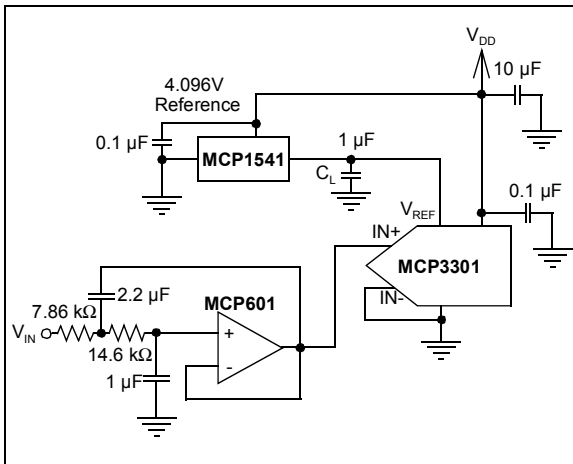 V_DD
10 µF
4.096V
Reference
0.1 µF
MCP1541
1 µF
C_L
0.1 µF
V_REF
IN+
MCP3301
IN-
2.2 µF
MCP601
7.86 kΩ
V_IN
+
14.6 kΩ
-
1 µF